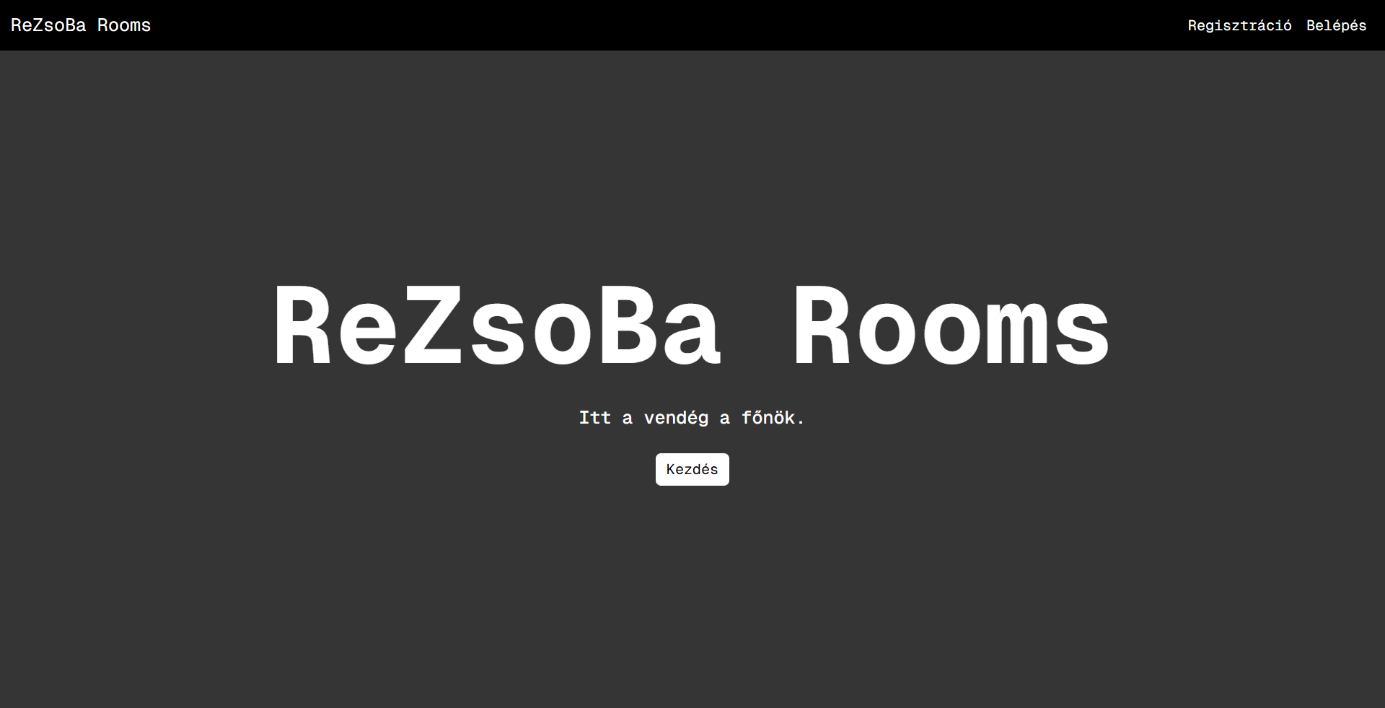 ReZsoBa Rooms
Regisztráció Belépés
ReZsoBa Rooms
Itt a vendég a főnök.
Kezdés